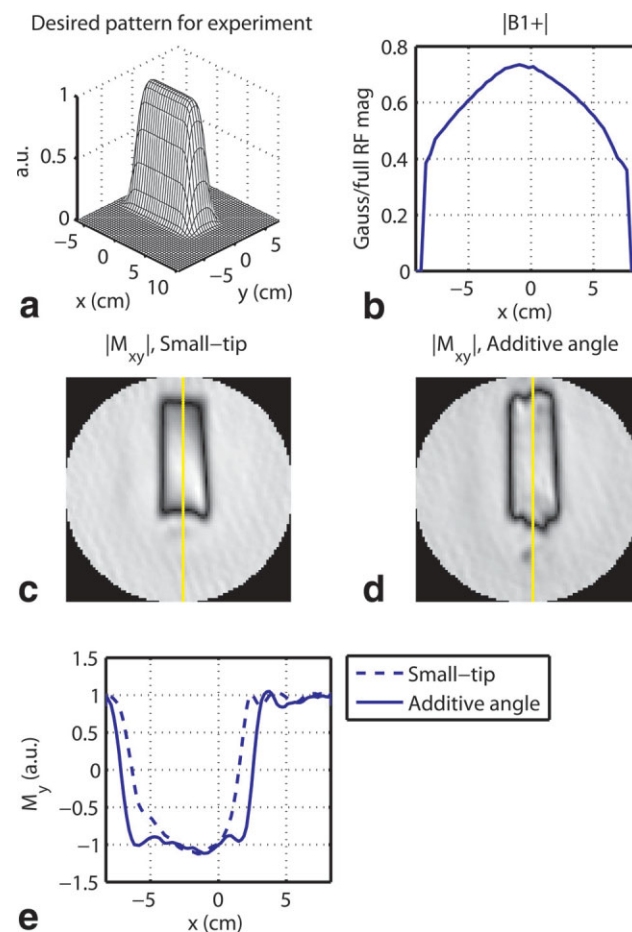 Desired pattern for experiment
a.u.
1
0.5
0
−5
0
5
10
x (cm)
−5
0
5
y (cm)
a
|B1+|
Gauss/full RF mag
0.8
0.6
0.4
0.2
0
−5
0
5
x (cm)
b
|Mxy|, Small−tip
c
|Mxy|, Additive angle
d
My (a.u.)
1.5
1
0.5
0
−0.5
−1
−1.5
−5
0
5
x (cm)
e
Small−tip
Additive angle